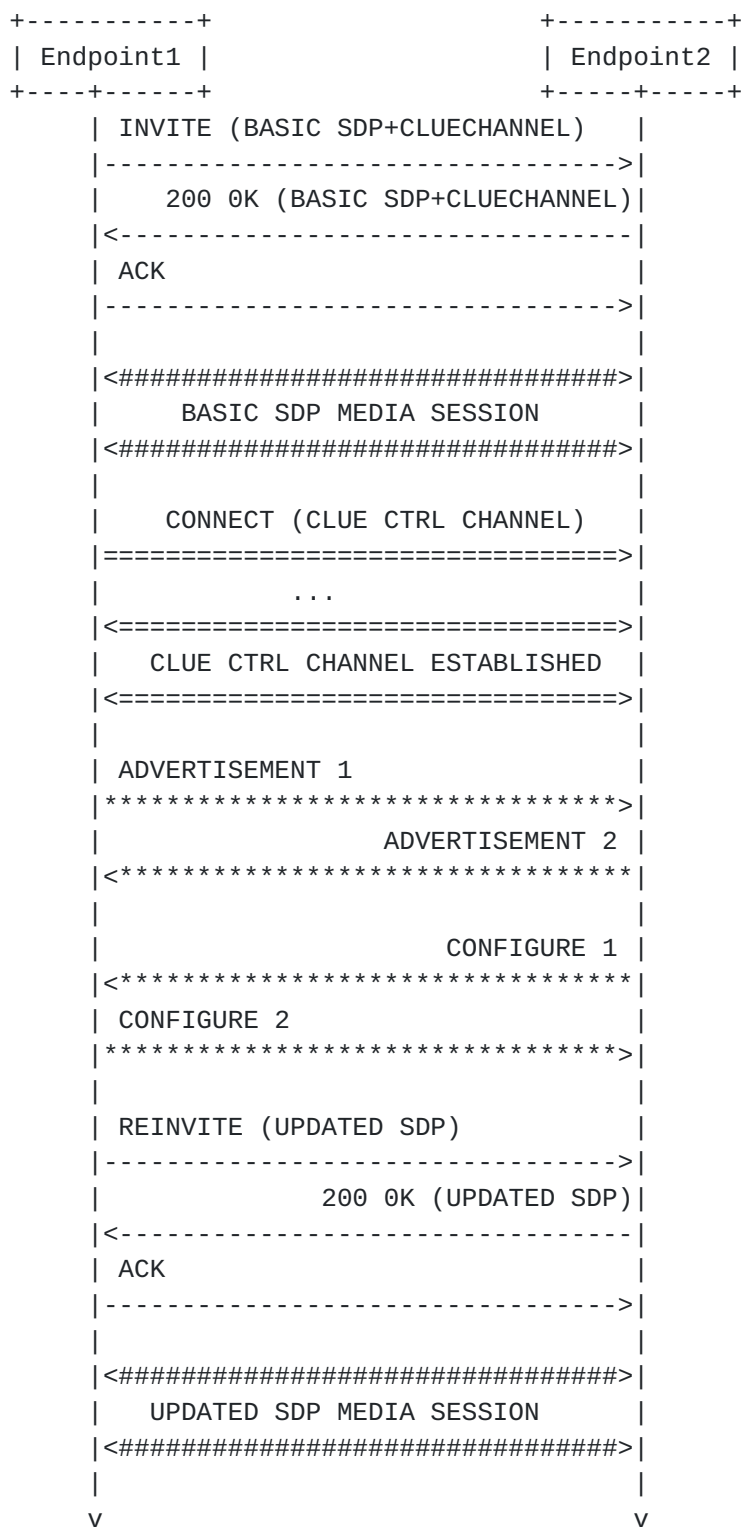 +-----------+                     +-----------+
| Endpoint1 |                     | Endpoint2 |
+----+------+                     +-----+-----+
     | INVITE (BASIC SDP+CLUECHANNEL)   |
     |--------------------------------->|
     |    200 0K (BASIC SDP+CLUECHANNEL)|
     |<---------------------------------|
     | ACK                              |
     |--------------------------------->|
     |                                  |
     |<################################>|
     |     BASIC SDP MEDIA SESSION      |
     |<################################>|
     |                                  |
     |    CONNECT (CLUE CTRL CHANNEL)   |
     |=================================>|
     |            ...                   |
     |<================================>|
     |   CLUE CTRL CHANNEL ESTABLISHED  |
     |<================================>|
     |                                  |
     | ADVERTISEMENT 1                  |
     |*********************************>|
     |                  ADVERTISEMENT 2 |
     |<*********************************|
     |                                  |
     |                      CONFIGURE 1 |
     |<*********************************|
     | CONFIGURE 2                      |
     |*********************************>|
     |                                  |
     | REINVITE (UPDATED SDP)           |
     |--------------------------------->|
     |              200 0K (UPDATED SDP)|
     |<---------------------------------|
     | ACK                              |
     |--------------------------------->|
     |                                  |
     |<################################>|
     |   UPDATED SDP MEDIA SESSION      |
     |<################################>|
     |                                  |
     v                                  v